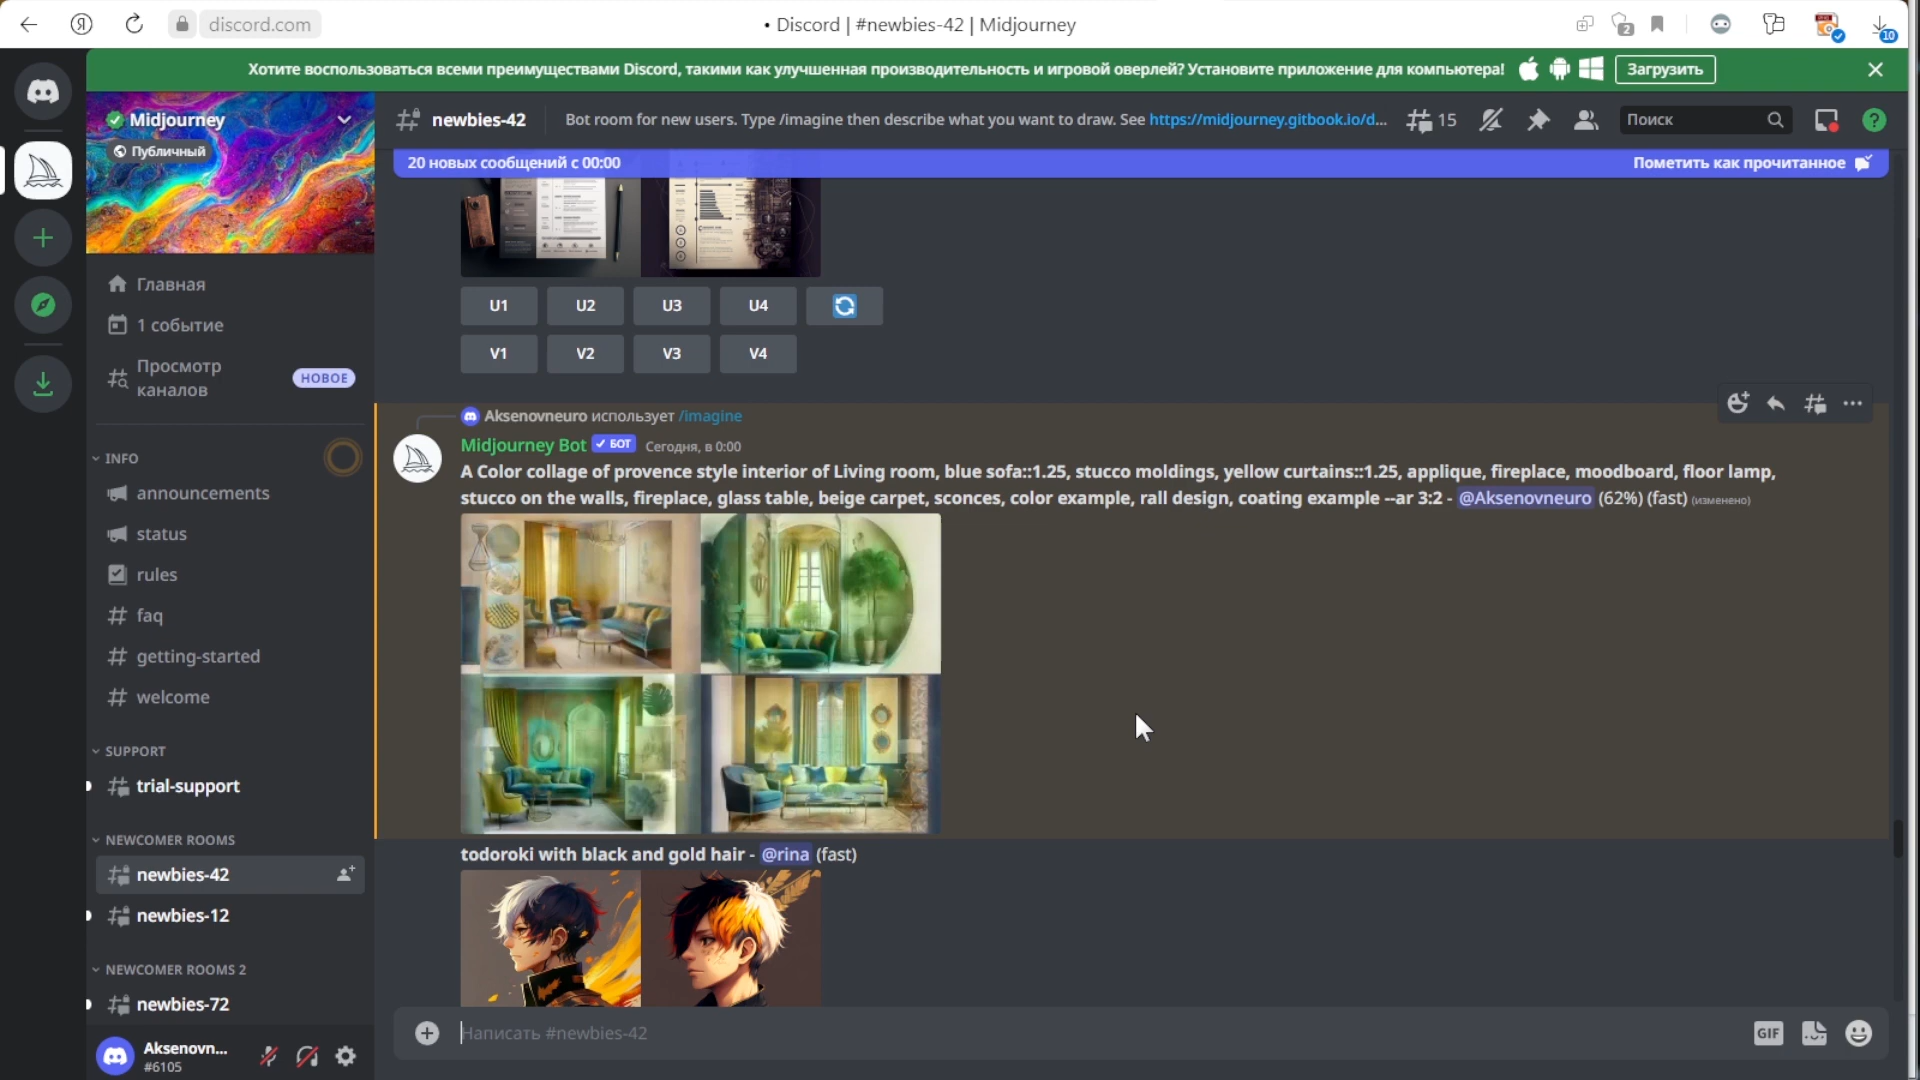 discord.com
• Discord | #newbies-42 | Midjourney
2
10
Хотите воспользоваться всеми преимуществами Discord, такими как улучшенная производительность и игровой оверлей? Установите приложение для компьютера!
Загрузить
Midjourney
Публичный
Главная
1 событие
Просмотр
каналов
НОВОЕ
INFO
announcements
status
rules
faq
getting-started
welcome
SUPPORT
trial-support
NEWCOMER ROOMS
newbies-42
newbies-12
NEWCOMER ROOMS 2
newbies-72
Aksenovn...
#6105
newbies-42
Bot room for new users. Type /imagine then describe what you want to draw. See https://midjourney.gitbook.io/d...
15
Поиск
20 новых сообщений с 00:00
Пометить как прочитанное
U1 U2 U3 U4
V1 V2 V3 V4
Aksenovneuro использует /imagine
Midjourney Bot БОТ Сегодня, в 0:00
A Color collage of provence style interior of Living room, blue sofa::1.25, stucco moldings, yellow curtains::1.25, applique, fireplace, moodboard, floor lamp,
stucco on the walls, fireplace, glass table, beige carpet, sconces, color example, rall design, coating example --ar 3:2 - @Aksenovneuro (62%) (fast) (изменено)
todoroki with black and gold hair - @rina (fast)
Написать #newbies-42
GIF